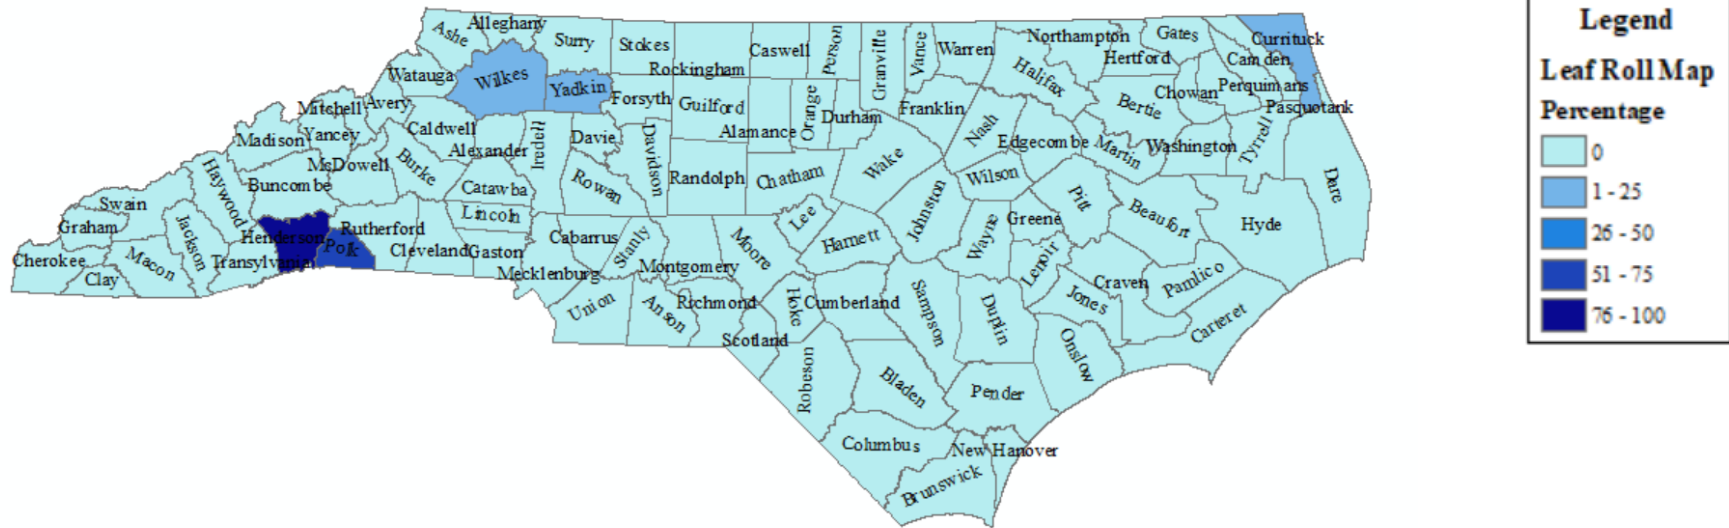 Alleghany
Ashe
Surry
Stokes
Rockingham
Caswell
Person
Granville
Vance
Warren
Northampton
Gates
Currituck
Camden
Hertford
Halifax
Watauga
Wilkes
Yadkin
Forsyth
Guilford
Alamance
Orange
Durham
Franklin
Bertie
Chowan
Perquimans
Pasquotank
Mitchell
Avery
Caldwell
Madison
Yancey
McDowell
Burke
Alexander
Iredell
Davie
Davidson
Nash
Edgecombe
Martin
Washington
Tyrrell
Dare
Haywood
Buncombe
Catawba
Rowan
Randolph
Chatham
Wake
Wilson
Swain
Graham
Jackson
Lincoln
Lee
Johnston
Greene
Pitt
Beaufort
Hyde
Cherokee
Clay
Macon
Transylvania
Henderson
Polk
Rutherford
Cleveland
Gaston
Mecklenburg
Cabarrus
Stanly
Montgomery
Moore
Harnett
Wayne
Lenoir
Craven
Pamlico
Jones
Carteret
Union
Anson
Richmond
Scotland
Hoke
Cumberland
Sampson
Duplin
Onslow
Robeson
Bladen
Pender
Columbus
New Hanover
Brunswick
Legend
Leaf Roll Map
Percentage
0
1 - 25
26 - 50
51 - 75
76 - 100